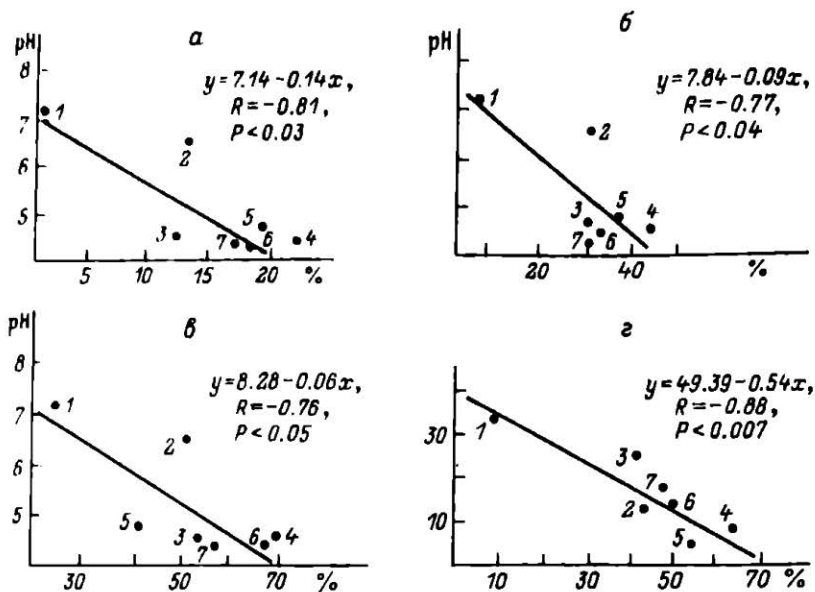 а
pH
8
7
6
5
1
2
3
7
5
6
4
y=7.14-0.14x,
R=-0.81,
P<0.03
5
10
15
20
%
б
pH
1
2
3
7
6
5
4
y=7.84-0.09x,
R=-0.77,
P<0.04
20
40
%
в
pH
8
7
6
5
1
2
5
3
7
6
4
y=8.28-0.06x,
R=-0.76,
P<0.05
30
50
70
%
г
30
10
1
3
7
2
6
5
4
y=49.39-0.54x,
R=-0.88,
P<0.007
10
30
50
70
%